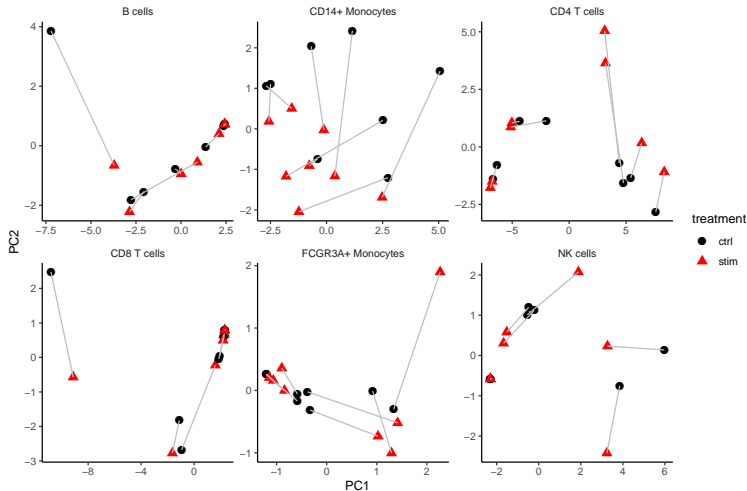 B cells
CD14+ Monocytes
CD4 T cells
4
2
0
−2
−7.5 −5.0 −2.5 0.0 2.5
2
1
0
−1
−2
−2.5 0.0 2.5 5.0
5.0
2.5
0.0
−2.5
−5 0 5
CD8 T cells
FCGR3A+ Monocytes
NK cells
2
1
0
−1
−2
−3
−8 −4 0
2
1
0
−1
−1 0 1 2
2
1
0
−1
−2
−2 0 2 4 6
PC2
PC1
treatment
ctrl
stim